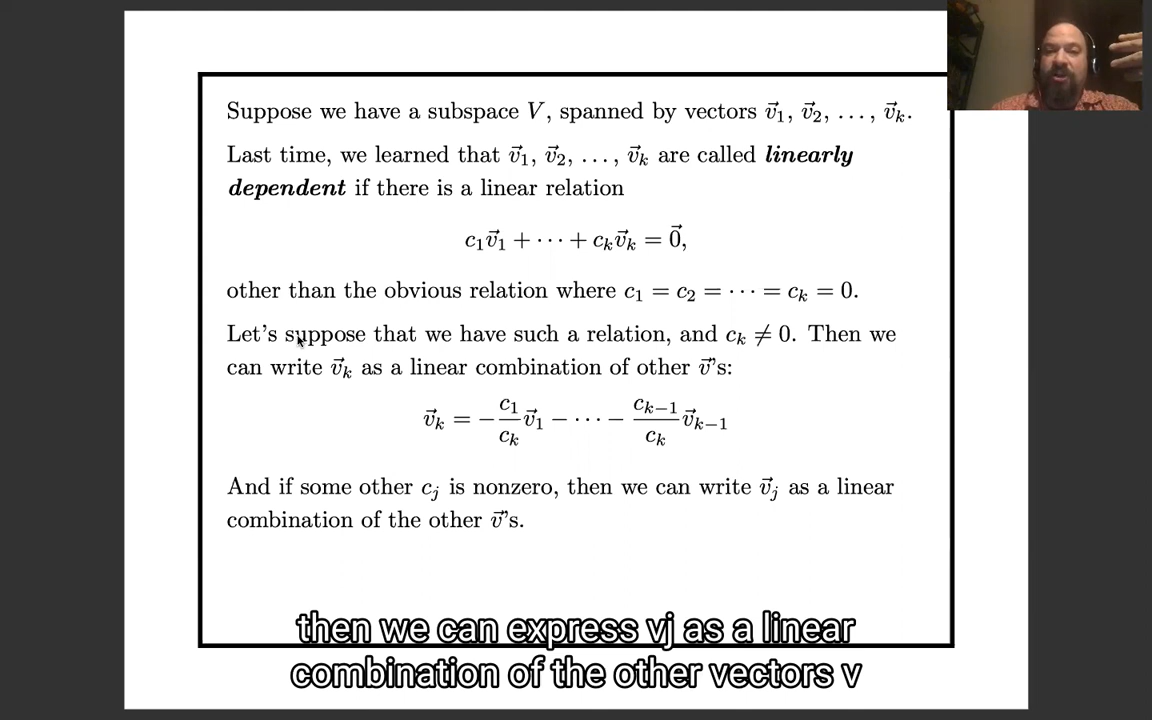 Suppose we have a subspace V, spanned by vectors v⃗₁, v⃗₂, …, v⃗ₖ.
Last time, we learned that v⃗₁, v⃗₂, …, v⃗ₖ are called linearly
dependent if there is a linear relation
c₁v⃗₁ + ⋯ + cₖv⃗ₖ = 0⃗,
other than the obvious relation where c₁ = c₂ = ⋯ = cₖ = 0.
Let's suppose that we have such a relation, and cₖ ≠ 0. Then we
can write v⃗ₖ as a linear combination of other v⃗'s:
v⃗ₖ = −c₁/cₖ v⃗₁ − ⋯ − cₖ₋₁/cₖ v⃗ₖ₋₁
And if some other cⱼ is nonzero, then we can write v⃗ⱼ as a linear
combination of the other v⃗'s.
then we can express vj as a linear
combination of the other vectors v